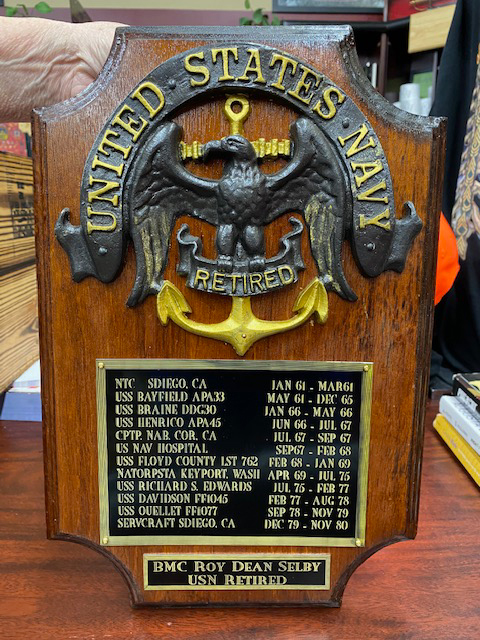 UNITED STATES NAVY
RETIRED
NTC SDIEGO, CA JAN 61 - MAR61
USS BAYFIELD APA33 MAY 61 - DEC 65
USS BRAINE DDG30 JAN 66 - MAY 66
USS HENRICO APA45 JUN 66 - JUL 67
CPTP. NAB. COR, CA JUL 67 - SEP 67
US NAV HOSPITAL SEP67 - FEB 68
USS FLOYD COUNTY LST 762 FEB 68 - JAN 69
NATORPSTA KEYPORT, WASH APR 69 - JUL 75
USS RICHARD S. EDWARDS JUL 75 - FEB 77
USS DAVIDSON FF1045 FEB 77 - AUG 78
USS OUELLET FF1077 SEP 78 - NOV 79
SERVCRAFT SDIEGO, CA DEC 79 - NOV 80
BMC ROY DEAN SELBY
USN RETIRED